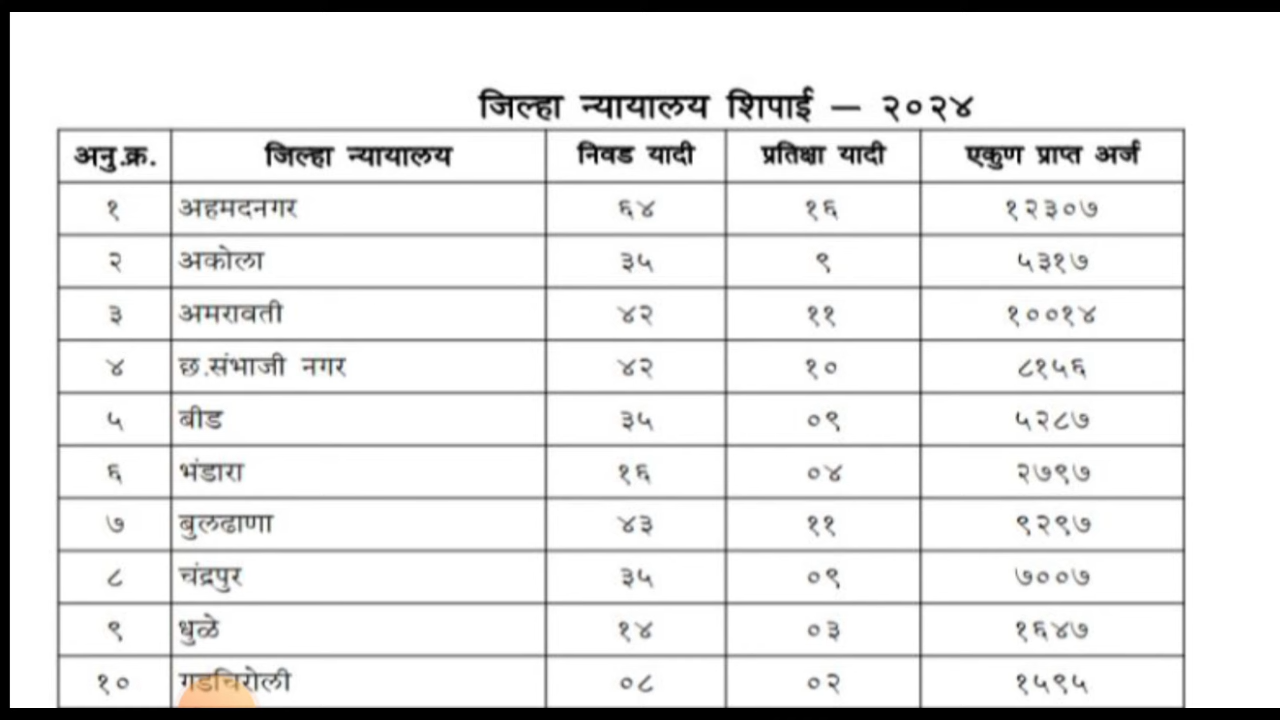 जिल्हा न्यायालय शिपाई — २०२४
अनु.क्र. जिल्हा न्यायालय निवड यादी प्रतिक्षा यादी एकुण प्राप्त अर्ज
१ अहमदनगर ६४ १६ १२३०७
२ अकोला ३५ ९ ५३१७
३ अमरावती ४२ ११ १००१४
४ छ.संभाजी नगर ४२ १० ८१५६
५ बीड ३५ ०९ ५२८७
६ भंडारा १६ ०४ २७९७
७ बुलढाणा ४३ ११ ९२९७
८ चंद्रपुर ३५ ०९ ७००७
९ धुळे १४ ०३ १६४७
१० गडचिरोली ०८ ०२ १५९५